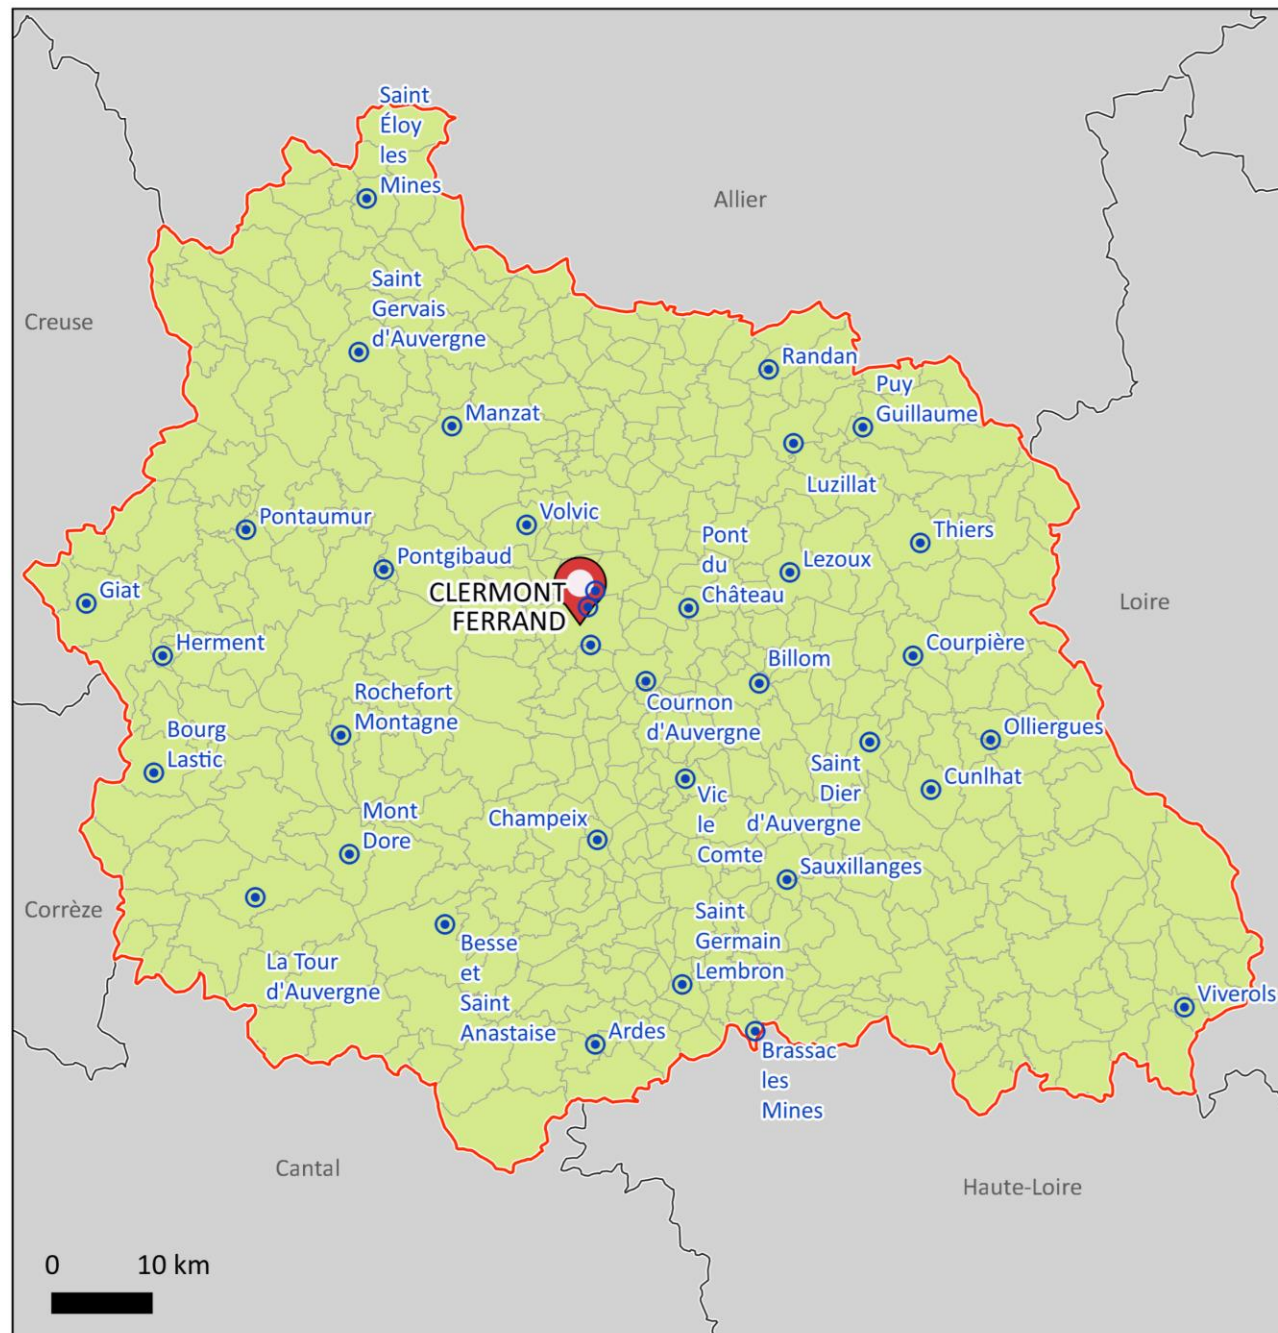 Saint
Éloy
les
Mines
Allier
Saint
Gervais
d'Auvergne
Creuse
Randan
Puy
Guillaume
Manzat
Luzillat
Pontaumur
Volvic
Pont
du
Château
Thiers
Pontgibaud
Lezoux
CLERMONT
FERRAND
Giat
Loire
Herment
Billom
Courpière
Rochefort
Montagne
Cournon
d'Auvergne
Bourg
Lastic
Olliergues
Saint
Dier
d'Auvergne
Cunlhat
Vic
le
Comte
Mont
Dore
Champeix
Sauxillanges
Corrèze
Saint
Germain
Lembron
La Tour
d'Auvergne
Besse
et
Saint
Anastaise
Viverols
Ardes
Brassac
les
Mines
Cantal
Haute-Loire
0 10 km